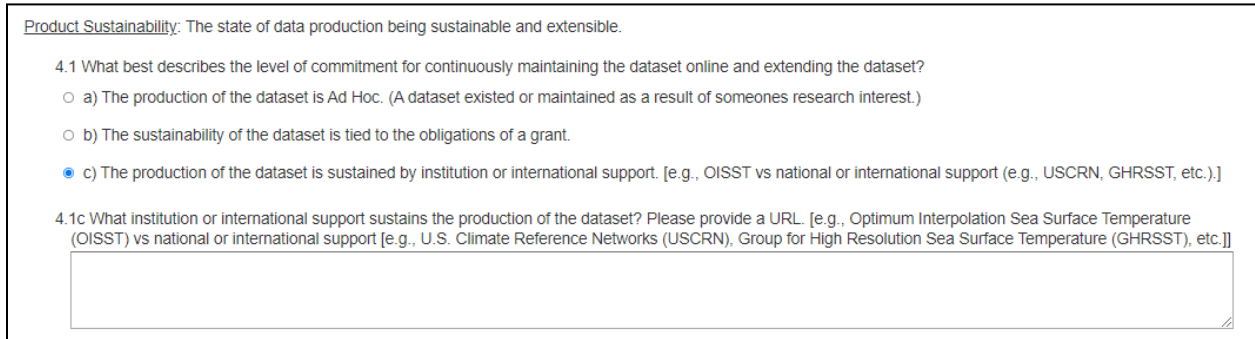 Product Sustainability: The state of data production being sustainable and extensible.
4.1 What best describes the level of commitment for continuously maintaining the dataset online and extending the dataset?
a) The production of the dataset is Ad Hoc. (A dataset existed or maintained as a result of someones research interest.)
b) The sustainability of the dataset is tied to the obligations of a grant.
c) The production of the dataset is sustained by institution or international support. [e.g., OISST vs national or international support (e.g., USCRN, GHRSST, etc.).]
4.1c What institution or international support sustains the production of the dataset? Please provide a URL. [e.g., Optimum Interpolation Sea Surface Temperature
(OISST) vs national or international support [e.g., U.S. Climate Reference Networks (USCRN), Group for High Resolution Sea Surface Temperature (GHRSST), etc.]]